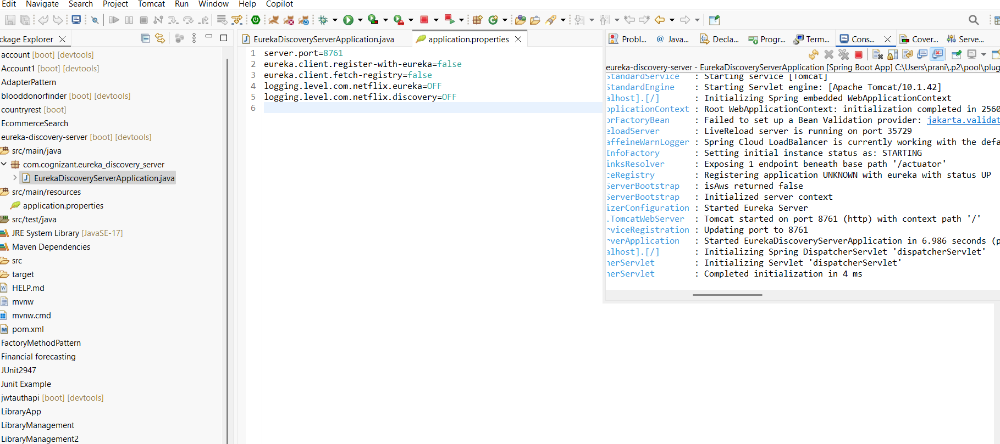 Edit Navigate Search Project Tomcat Run Window Help Copilot
ckage Explorer
account [boot] [devtools]
Account1 [boot] [devtools]
AdapterPattern
blooddonorfinder [boot] [devtools]
countryrest [boot]
EcommerceSearch
eureka-discovery-server [boot] [devtools]
src/main/java
com.cognizant.eureka_discovery_server
EurekaDiscoveryServerApplication.java
src/main/resources
application.properties
src/test/java
JRE System Library [JavaSE-17]
Maven Dependencies
src
target
HELP.md
mvnw
mvnw.cmd
pom.xml
FactoryMethodPattern
Financial forecasting
JUnit2947
Junit Example
jwtauthapi [boot] [devtools]
LibraryApp
LibraryManagement
LibraryManagement2
EurekaDiscoveryServerApplication.java application.properties
1 server.port=8761
2 eureka.client.register-with-eureka=false
3 eureka.client.fetch-registry=false
4 logging.level.com.netflix.eureka=OFF
5 logging.level.com.netflix.discovery=OFF
6
Probl... Java... Decla... Progr... Term... Cons... Cover... Serve...
eureka-discovery-server - EurekaDiscoveryServerApplication [Spring Boot App] C:\Users\prani\.p2\pool\plug
StandardService : Starting service [Tomcat]
StandardEngine : Starting Servlet engine: [Apache Tomcat/10.1.42]
alhost].[/] : Initializing Spring embedded WebApplicationContext
pplicationContext : Root WebApplicationContext: initialization completed in 2560
orFactoryBean : Failed to set up a Bean Validation provider: jakarta.validat
eloadServer : LiveReload server is running on port 35729
affeineWarnLogger : Spring Cloud LoadBalancer is currently working with the defa
InfoFactory : Setting initial instance status as: STARTING
inksResolver : Exposing 1 endpoint beneath base path '/actuator'
ceRegistry : Registering application UNKNOWN with eureka with status UP
ServerBootstrap : isAws returned false
ServerBootstrap : Initialized server context
izerConfiguration : Started Eureka Server
.TomcatWebServer : Tomcat started on port 8761 (http) with context path '/'
rviceRegistration : Updating port to 8761
rverApplication : Started EurekaDiscoveryServerApplication in 6.986 seconds (p
alhost].[/] : Initializing Spring DispatcherServlet 'dispatcherServlet'
herServlet : Initializing Servlet 'dispatcherServlet'
herServlet : Completed initialization in 4 ms